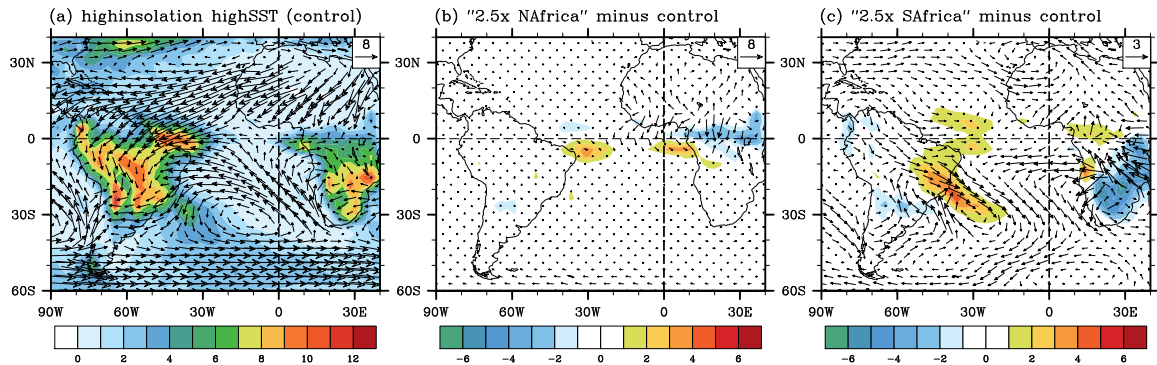 (a) highinsolation highSST (control)
(b) "2.5x NAfrica" minus control
(c) "2.5x SAfrica" minus control
8
8
3
30N
0
30S
60S
30N
0
30S
60S
30N
0
30S
60S
90W 60W 30W 0 30E
90W 60W 30W 0 30E
90W 60W 30W 0 30E
0 2 4 6 8 10 12
-6 -4 -2 0 2 4 6
-6 -4 -2 0 2 4 6